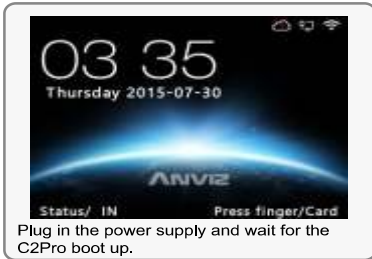 03 35
Thursday 2015-07-30
ANVIZ
Status/ IN Press finger/Card
Plug in the power supply and wait for the
C2Pro boot up.